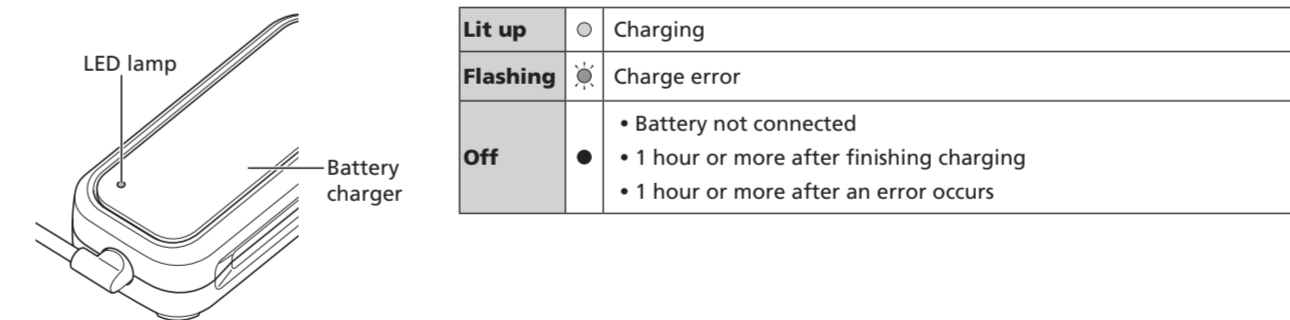 LED lamp
Battery
charger
Lit up Charging
Flashing Charge error
Off
• Battery not connected
• 1 hour or more after finishing charging
• 1 hour or more after an error occurs